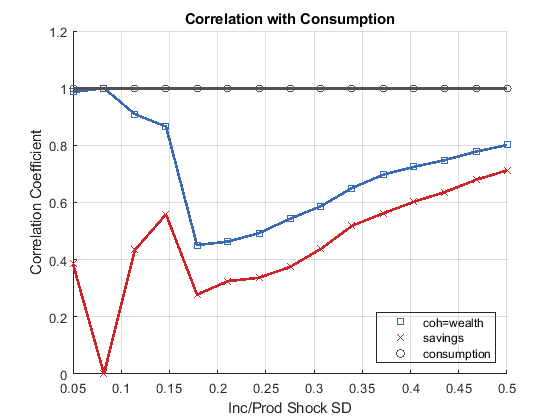 Correlation with Consumption
Correlation Coefficient
1.2
1
0.8
0.6
0.4
0.2
0
0.05
0.1
0.15
0.2
0.25
0.3
0.35
0.4
0.45
0.5
Inc/Prod Shock SD
coh=wealth
savings
consumption